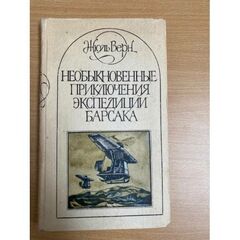 Жюль Верн
НЕОБЫКНОВЕННЫЕ
ПРИКЛЮЧЕНИЯ
ЭКСПЕДИЦИИ
БАРСАКА